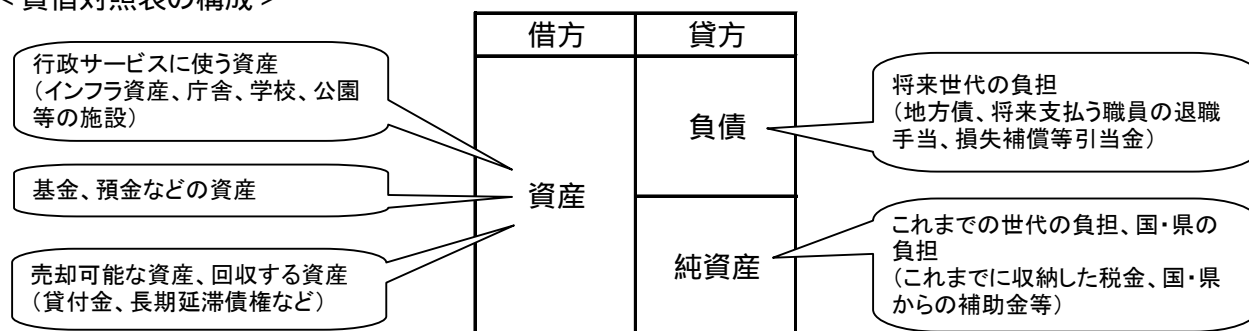 <貸借対照表の構成>
借方
貸方
行政サービスに使う資産
(インフラ資産、庁舎、学校、公園
等の施設)
基金、預金などの資産
売却可能な資産、回収する資産
(貸付金、長期延滞債権など)
資産
負債
純資産
将来世代の負担
(地方債、将来支払う職員の退職
手当、損失補償等引当金)
これまでの世代の負担、国・県の
負担
(これまでに収納した税金、国・県
からの補助金等)